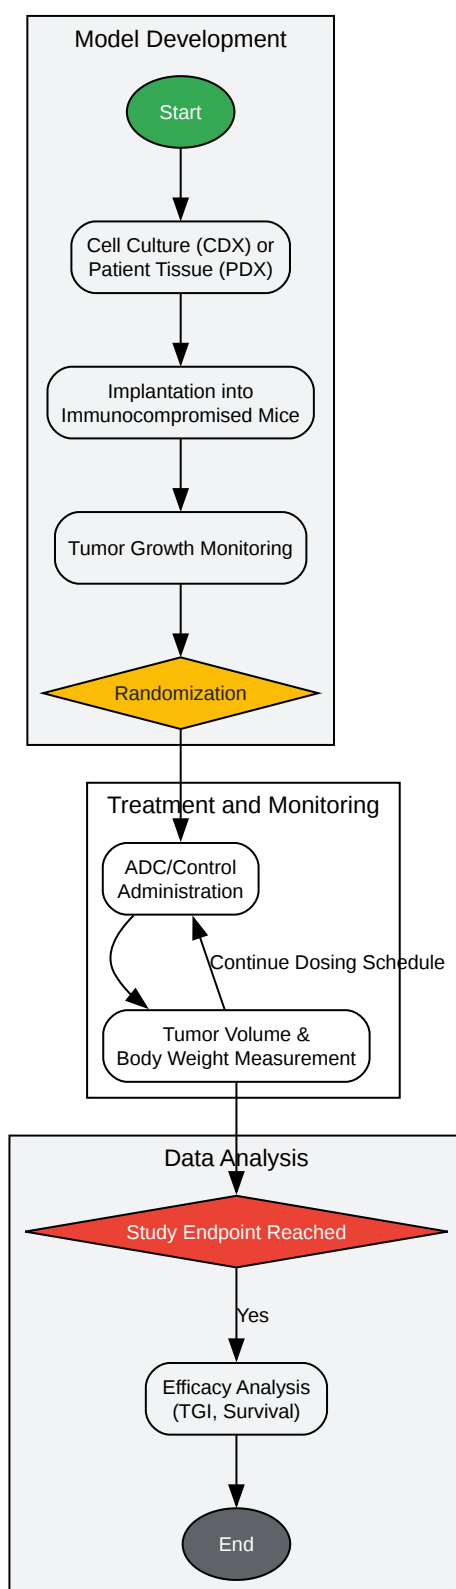 Model Development
Start
Cell Culture (CDX) or
Patient Tissue (PDX)
Implantation into
Immunocompromised Mice
Tumor Growth Monitoring
Randomization
Treatment and Monitoring
ADC/Control
Administration
Continue Dosing Schedule
Tumor Volume &
Body Weight Measurement
Data Analysis
Study Endpoint Reached
Yes
Efficacy Analysis
(TGI, Survival)
End